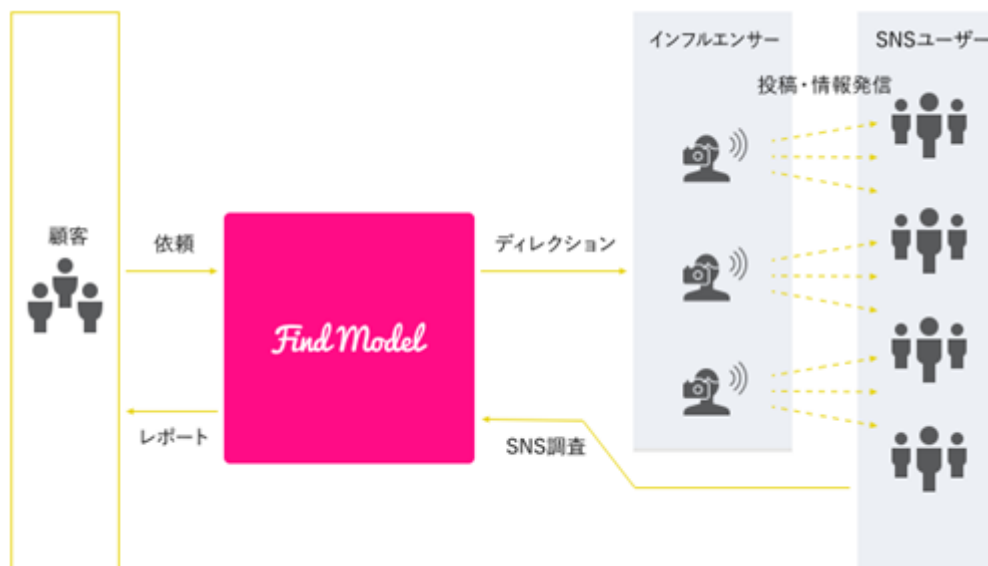 インフルエンサー
SNSユーザー
投稿・情報発信
顧客
依頼
ディレクション
Find Model
レポート
SNS調査